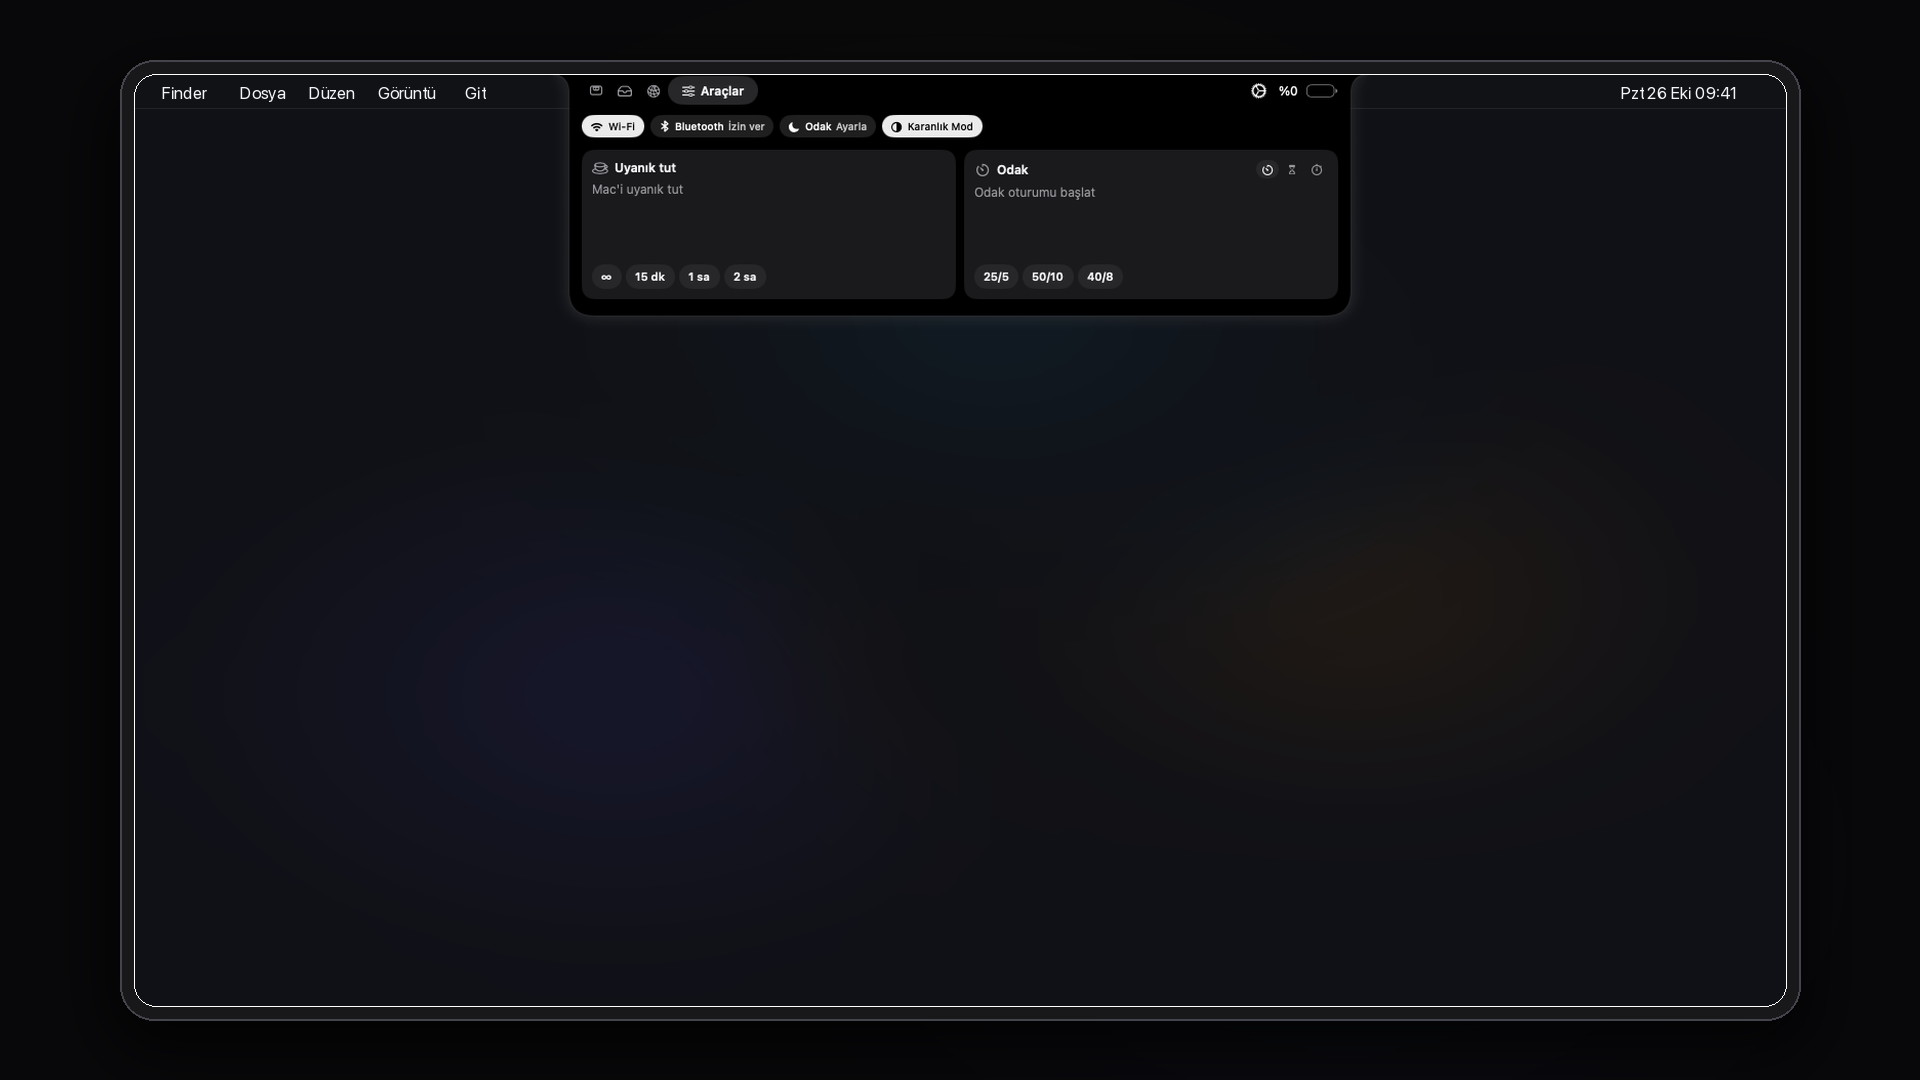 Finder Dosya Düzen Görüntü Git Araçlar %0 Pzt 26 Eki 09:41
Wi-Fi Bluetooth İzin ver Odak Ayarla Karanlık Mod
Uyanık tut
Mac'i uyanık tut
∞ 15 dk 1 sa 2 sa
Odak
Odak oturumu başlat
25/5 50/10 40/8